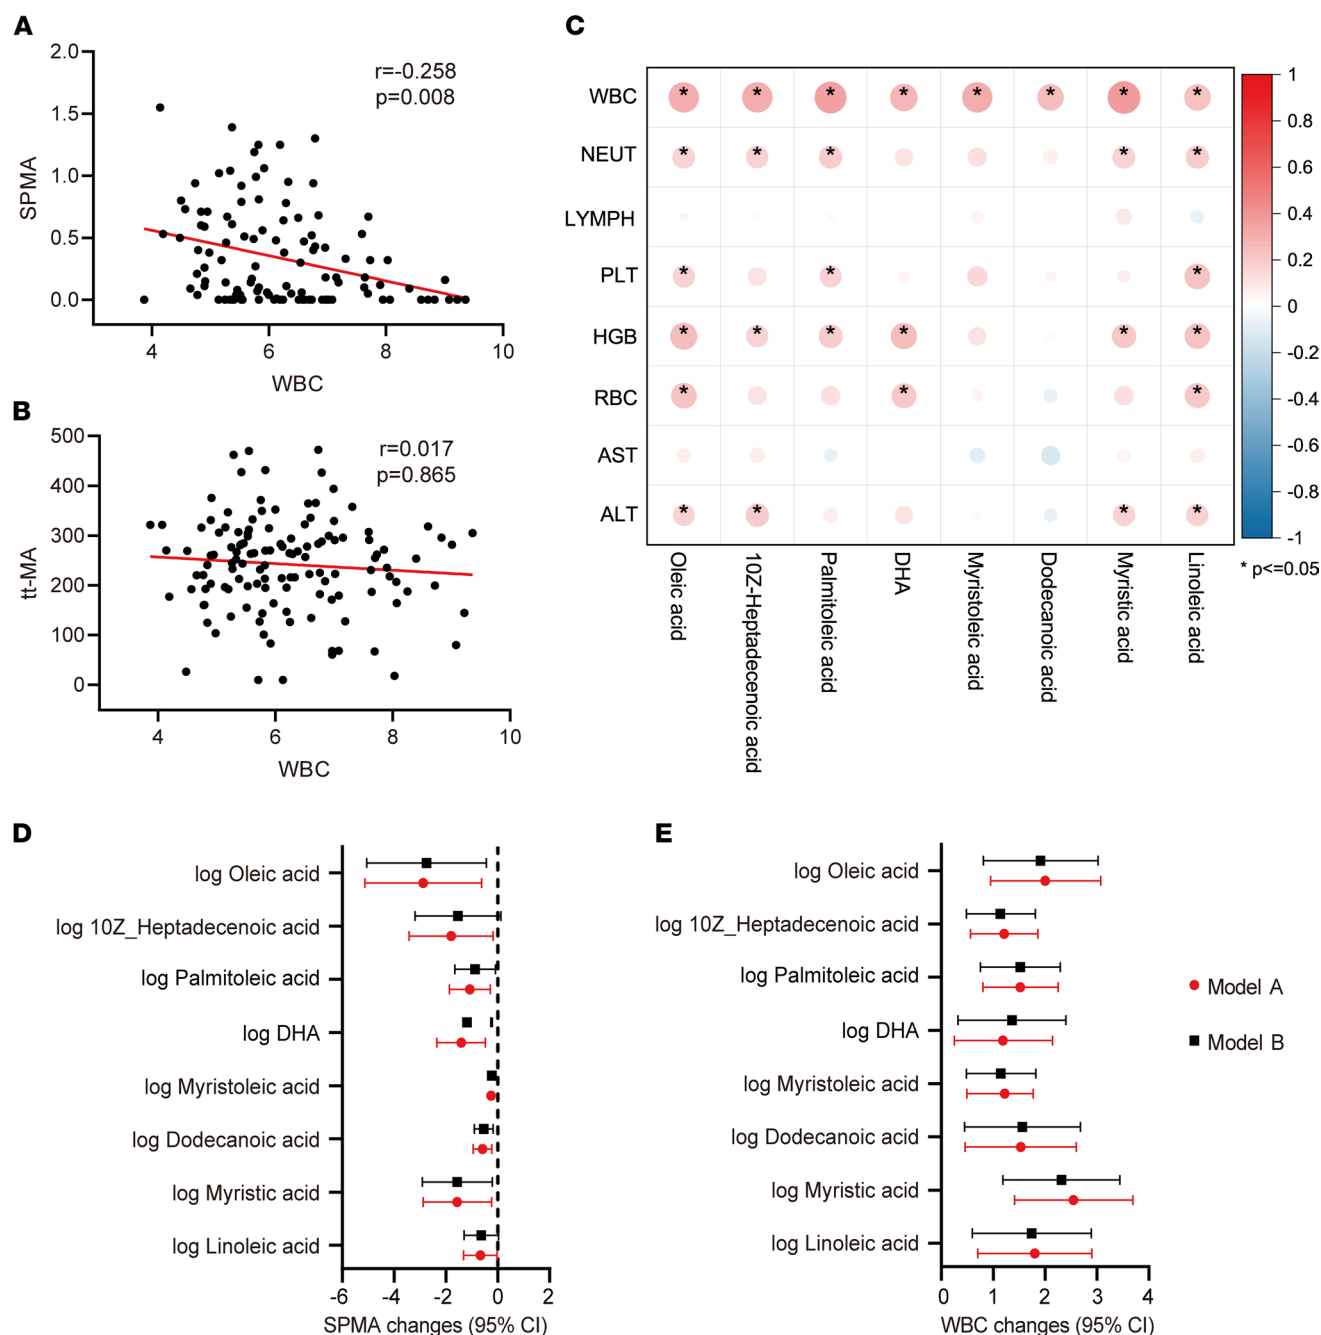 A
2.0
1.5
1.0
0.5
0.0
SPMA
r=-0.258
p=0.008
4
6
8
10
WBC
B
500
400
300
200
100
0
tt-MA
r=0.017
p=0.865
4
6
8
10
WBC
C
WBC
NEUT
LYMPH
PLT
HGB
RBC
AST
ALT
* * * * * * * *
* * * * *
* * *
* * * * * *
* * *
* * * *
Oleic acid
10Z-Heptadecenoic acid
Palmitoleic acid
DHA
Myristoleic acid
Dodecanoic acid
Myristic acid
Linoleic acid
1
0.8
0.6
0.4
0.2
0
-0.2
-0.4
-0.6
-0.8
-1
* p<=0.05
D
log Oleic acid
log 10Z_Heptadecenoic acid
log Palmitoleic acid
log DHA
log Myristoleic acid
log Dodecanoic acid
log Myristic acid
log Linoleic acid
-6
-4
-2
0
2
SPMA changes (95% CI)
E
log Oleic acid
log 10Z_Heptadecenoic acid
log Palmitoleic acid
log DHA
log Myristoleic acid
log Dodecanoic acid
log Myristic acid
log Linoleic acid
0
1
2
3
4
WBC changes (95% CI)
Model A
Model B